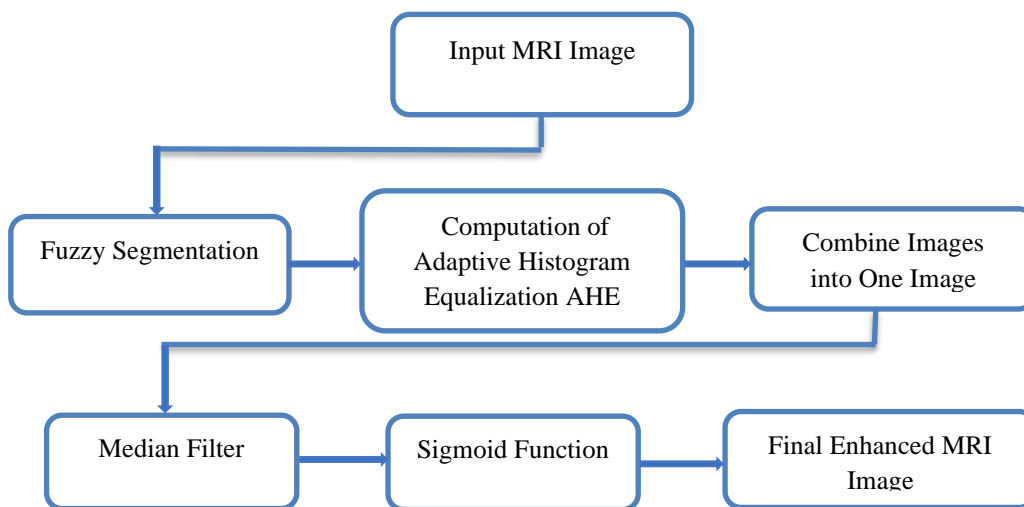 Input MRI Image
Fuzzy Segmentation
Computation of
Adaptive Histogram
Equalization AHE
Combine Images
into One Image
Median Filter
Sigmoid Function
Final Enhanced MRI
Image